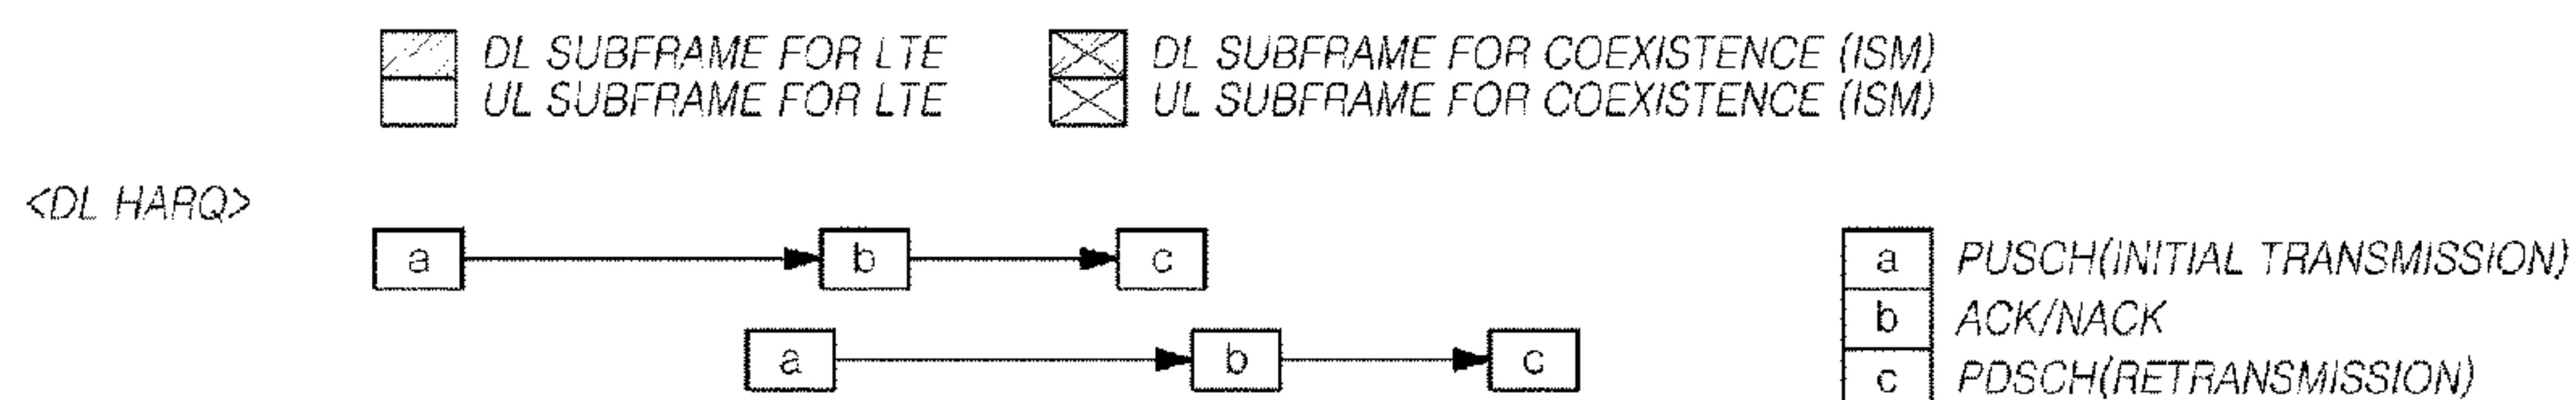 DL SUBFRAME FOR LTE DL SUBFRAME FOR COEXISTENCE (ISM)
UL SUBFRAME FOR LTE UL SUBFRAME FOR COEXISTENCE (ISM)
<DL HARQ>
a b c a PUSCH(INITIAL TRANSMISSION)
b ACK/NACK
a b c c PDSCH(RETRANSMISSION)